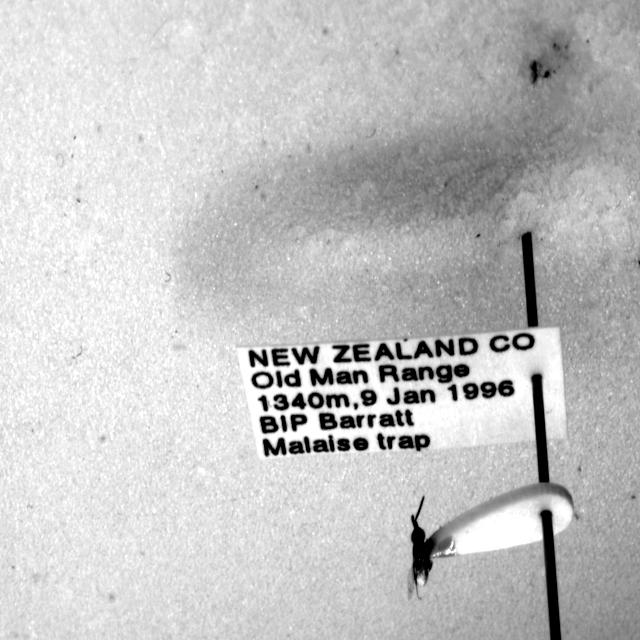 NEW ZEALAND CO
Old Man Range
1340m,9 Jan 1996
BIP Barratt
Malaise trap